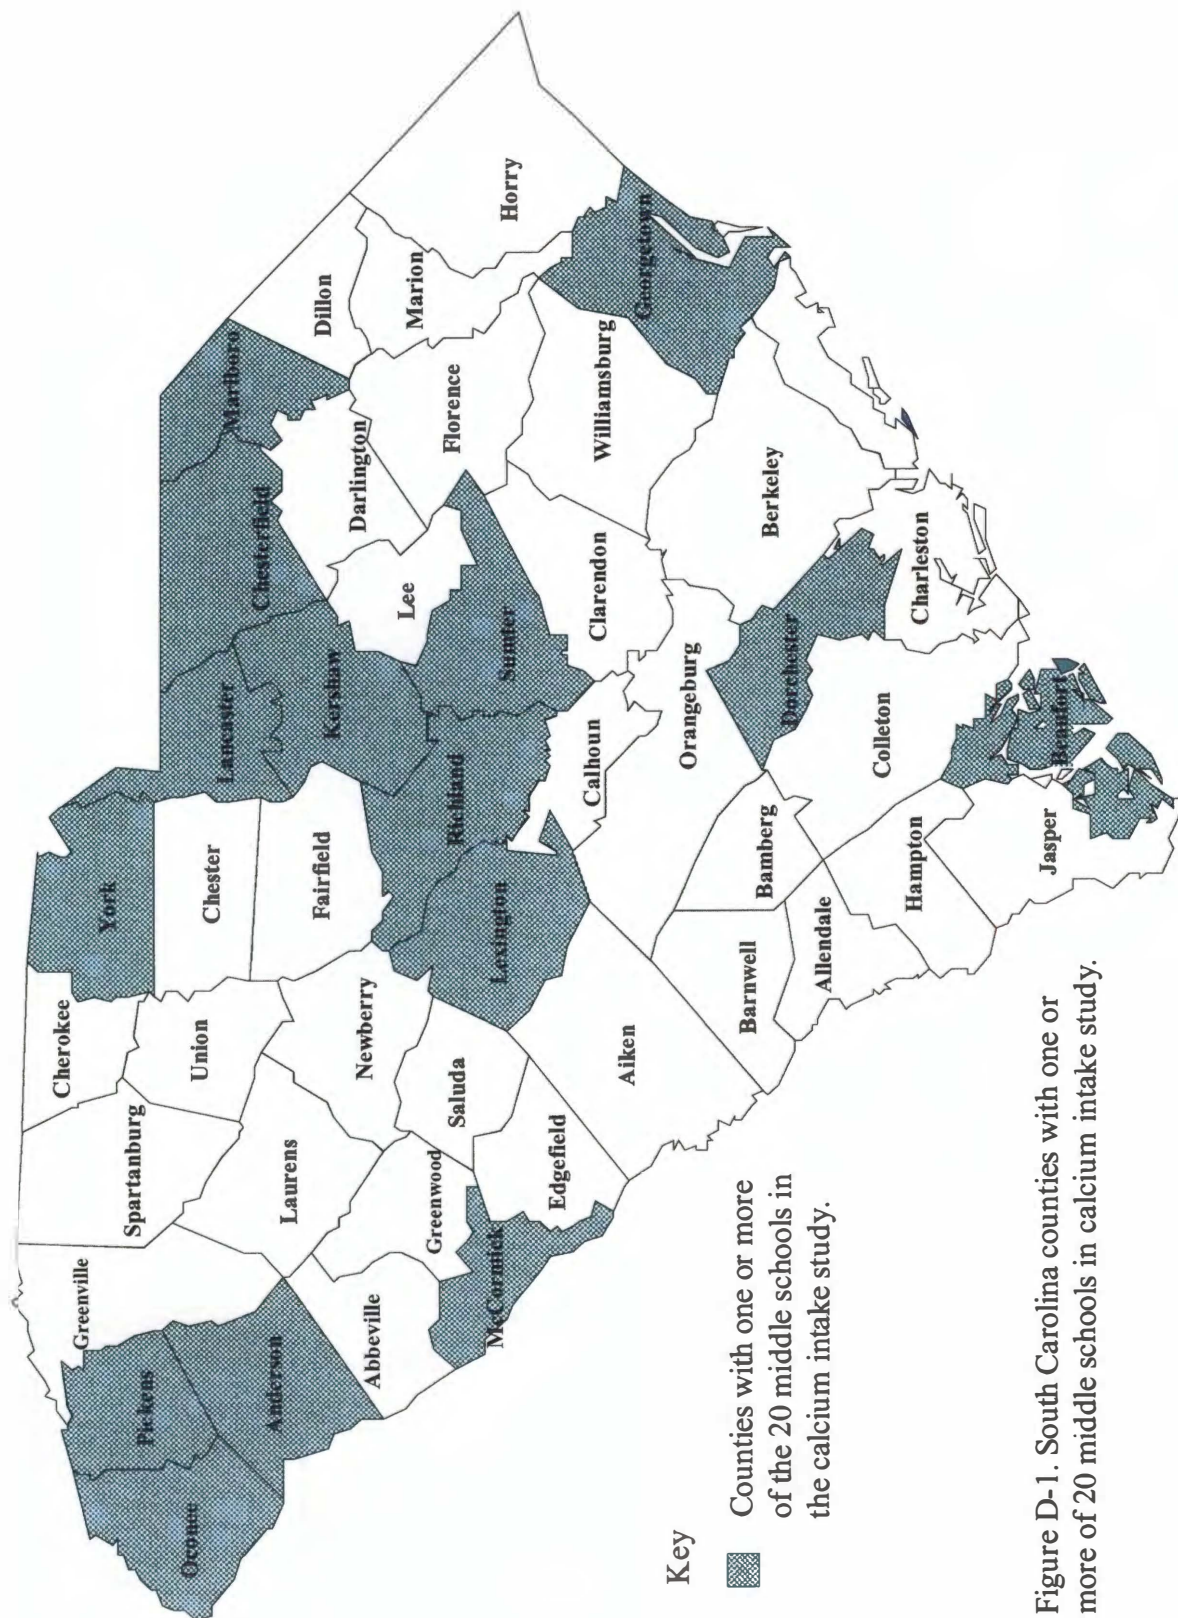 Greenville
Spartanburg
Cherokee
York
Pickens
Oconee
Anderson
Union
Chester
Lancaster
Chesterfield
Marlboro
Laurens
Fairfield
Kershaw
Darlington
Dillon
Abbeville
Greenwood
Newberry
Lee
Marion
Horry
McCormick
Saluda
Richland
Sumter
Florence
Edgefield
Lexington
Calhoun
Clarendon
Williamsburg
Georgetown
Aiken
Orangeburg
Barnwell
Bamberg
Dorchester
Berkeley
Allendale
Colleton
Charleston
Hampton
Jasper
Beaufort
Key
Counties with one or more
of the 20 middle schools in
the calcium intake study.
Figure D-1. South Carolina counties with one or
more of 20 middle schools in calcium intake study.